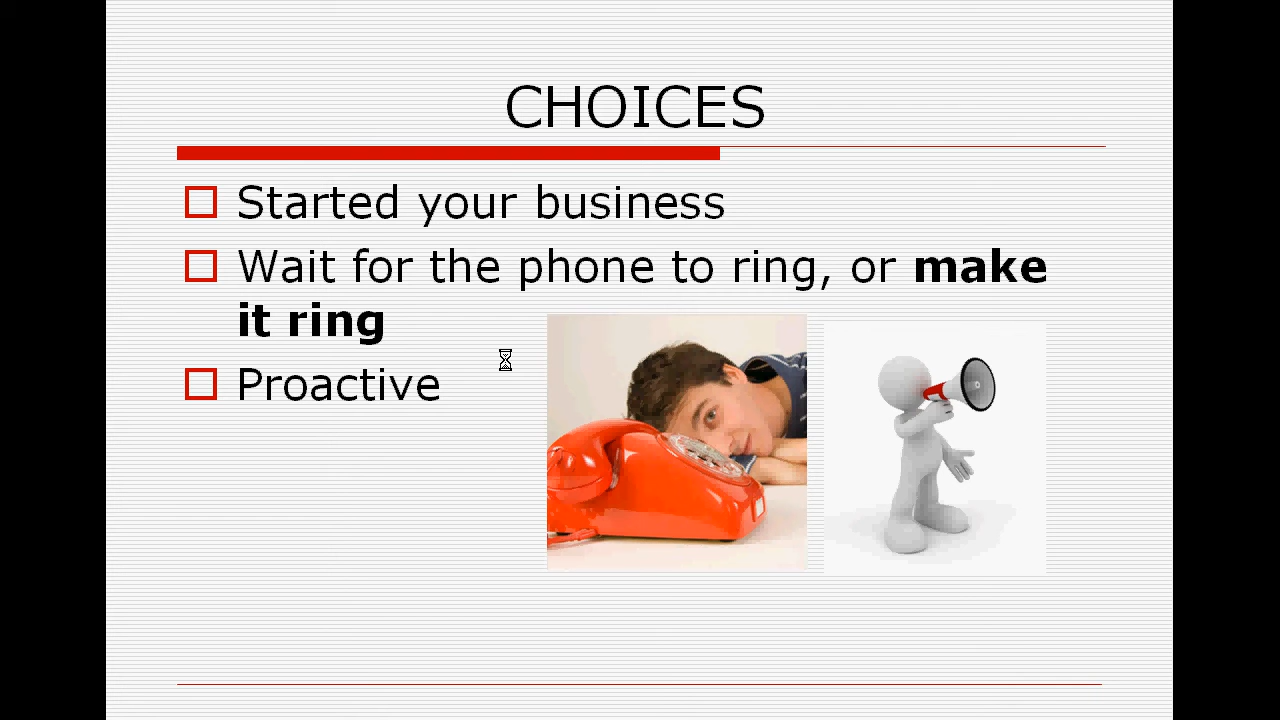 CHOICES
Started your business
Wait for the phone to ring, or make
it ring
Proactive